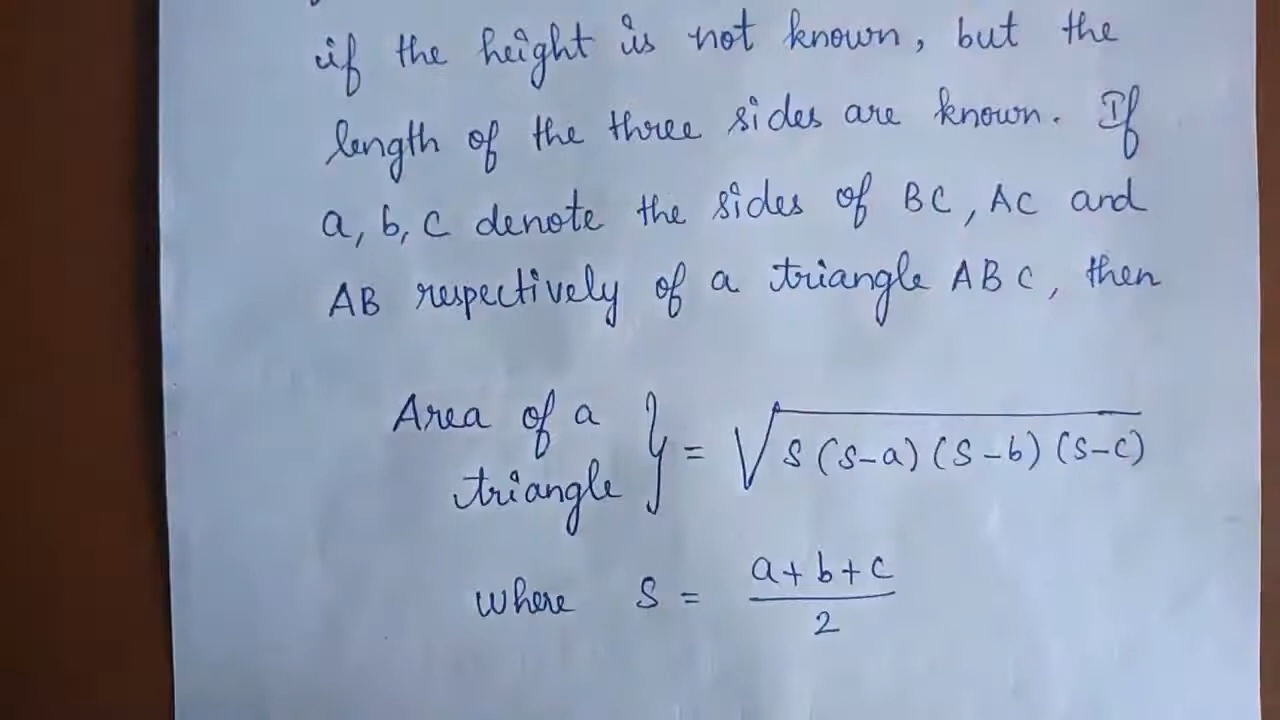 if the height is not known, but the
length of the three sides are known. If
a, b, c denote the sides of BC, AC and
AB respectively of a triangle ABC, then
Area of a
triangle } = √s(s-a)(s-b)(s-c)
where s = a+b+c
2